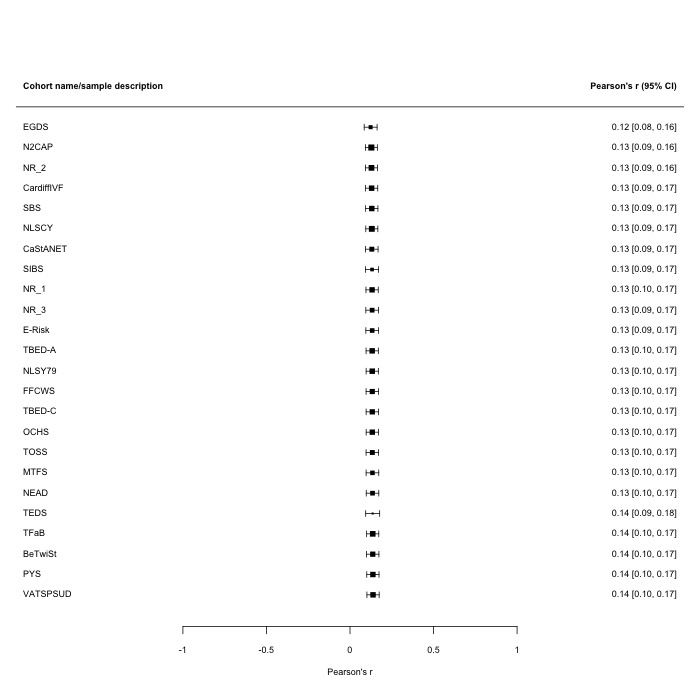 Cohort name/sample description Pearson's r (95% CI)
EGDS 0.12 [0.08, 0.16]
N2CAP 0.13 [0.09, 0.16]
NR_2 0.13 [0.09, 0.16]
CardiffIVF 0.13 [0.09, 0.17]
SBS 0.13 [0.09, 0.17]
NLSCY 0.13 [0.09, 0.17]
CaStANET 0.13 [0.09, 0.17]
SIBS 0.13 [0.09, 0.17]
NR_1 0.13 [0.10, 0.17]
NR_3 0.13 [0.09, 0.17]
E-Risk 0.13 [0.09, 0.17]
TBED-A 0.13 [0.10, 0.17]
NLSY79 0.13 [0.10, 0.17]
FFCWS 0.13 [0.10, 0.17]
TBED-C 0.13 [0.10, 0.17]
OCHS 0.13 [0.10, 0.17]
TOSS 0.13 [0.10, 0.17]
MTFS 0.13 [0.10, 0.17]
NEAD 0.13 [0.10, 0.17]
TEDS 0.14 [0.09, 0.18]
TFaB 0.14 [0.10, 0.17]
BeTwiSt 0.14 [0.10, 0.17]
PYS 0.14 [0.10, 0.17]
VATSPSUD 0.14 [0.10, 0.17]
-1 -0.5 0 0.5 1
Pearson's r